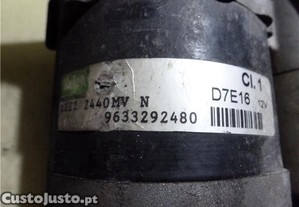 2440MV N
9633292480
Cl.1
D7E16 12V
CustoJusto.pt